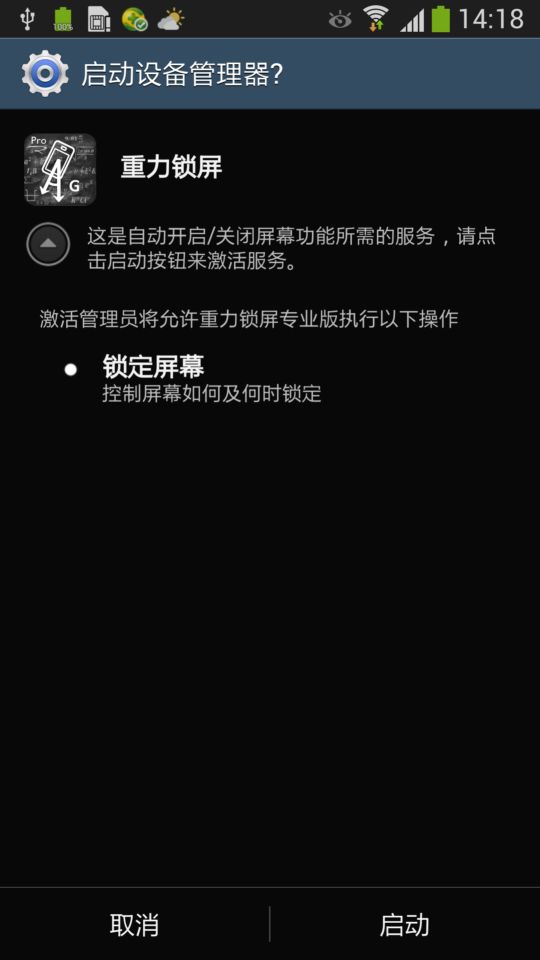 100%
14:18
启动设备管理器?
Pro
G
重力锁屏
这是自动开启/关闭屏幕功能所需的服务，请点
击启动按钮来激活服务。
激活管理员将允许重力锁屏专业版执行以下操作
锁定屏幕
控制屏幕如何及何时锁定
取消
启动